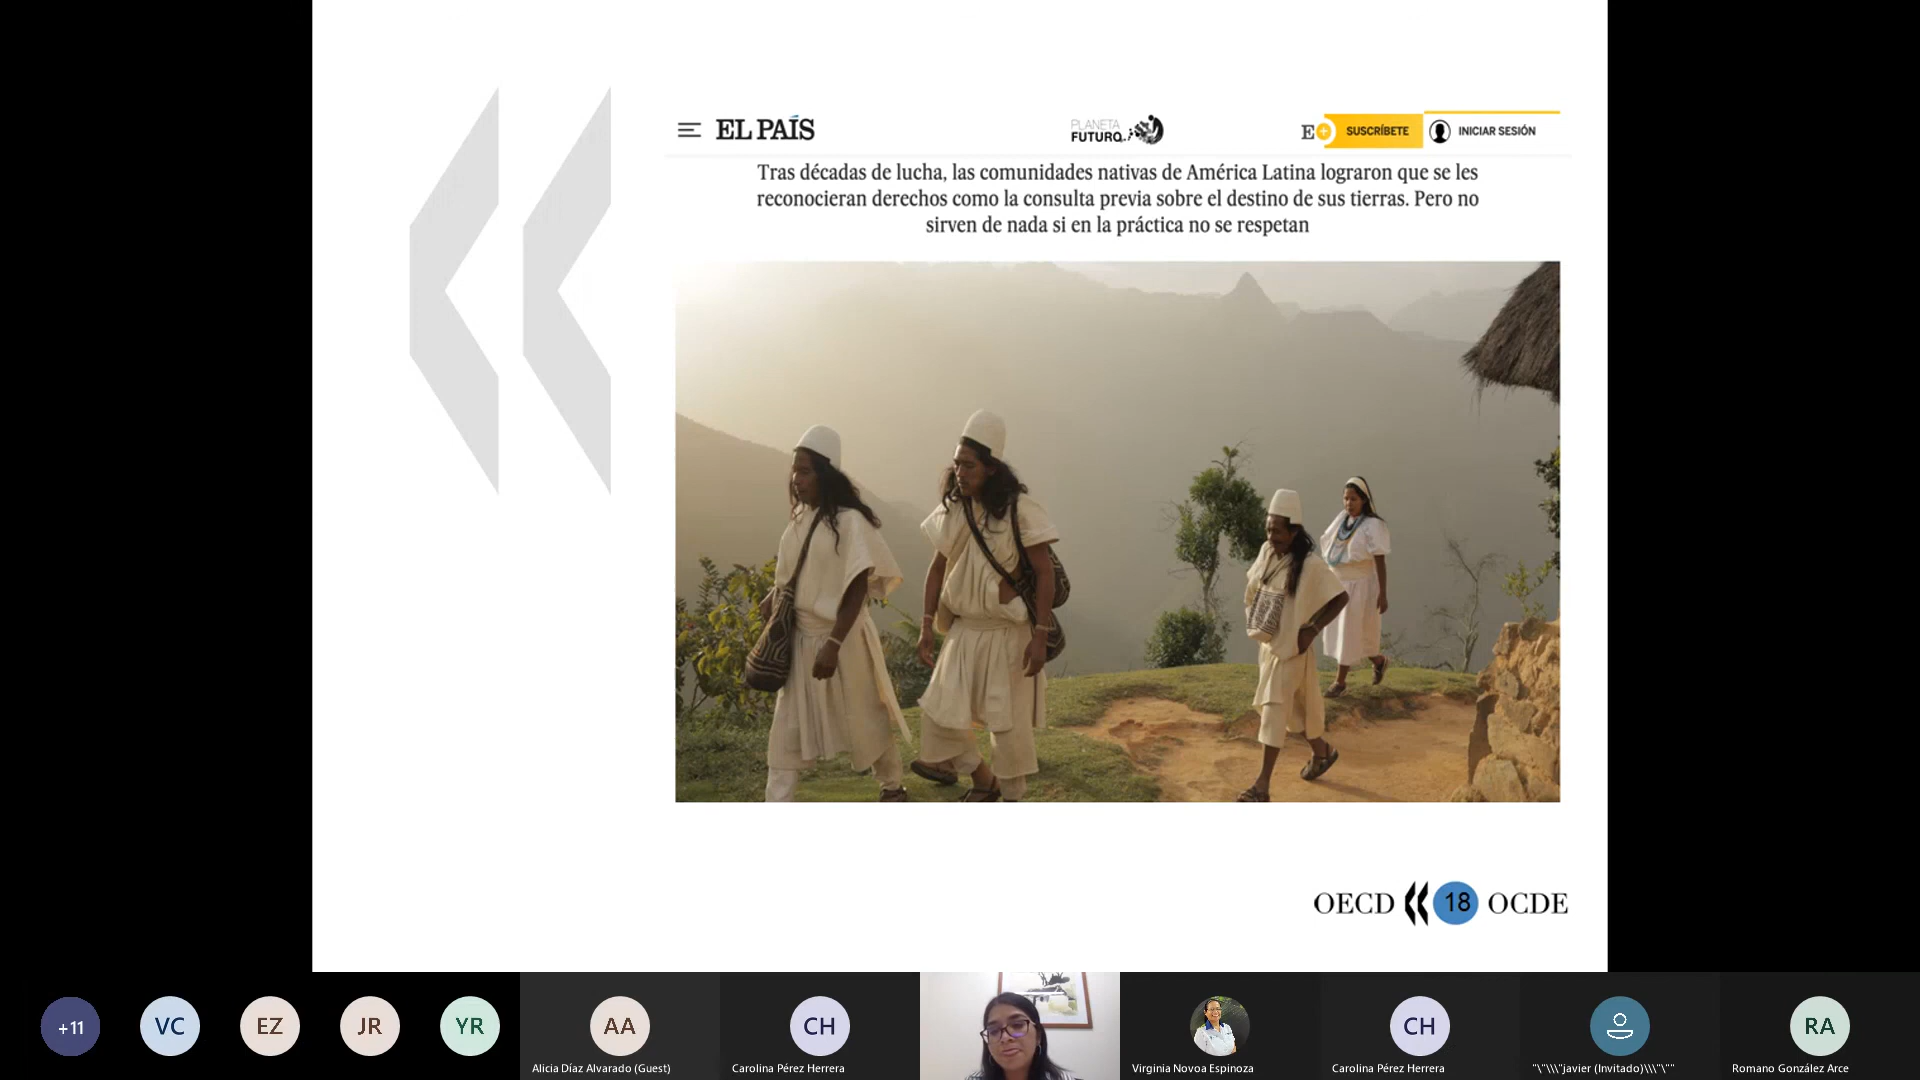 EL PAÍS
PLANETA
FUTURO
E+
SUSCRÍBETE
INICIAR SESIÓN
Tras décadas de lucha, las comunidades nativas de América Latina lograron que se les
reconocieran derechos como la consulta previa sobre el destino de sus tierras. Pero no
sirven de nada si en la práctica no se respetan
OECD 18 OCDE
+11
VC
EZ
JR
YR
AA
CH
CH
RA
Alicia Díaz Alvarado (Guest)
Carolina Pérez Herrera
Virginia Novoa Espinoza
Carolina Pérez Herrera
"\"\\\"javier (Invitado)\\\"\""
Romano González Arce